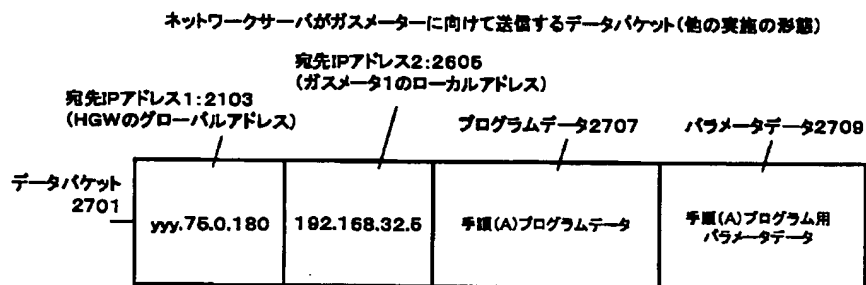 ネットワークサーバがガスメーターに向けて送信するデータパケット(他の実施の形態)
宛先IPアドレス2:2605
(ガスメータ1のローカルアドレス)
宛先IPアドレス1:2103
(HGWのグローバルアドレス)
プログラムデータ2707
パラメータデータ2709
データパケット
2701
yyy.75.0.180
192.168.32.5
手順(A)プログラムデータ
手順(A)プログラム用
パラメータデータ